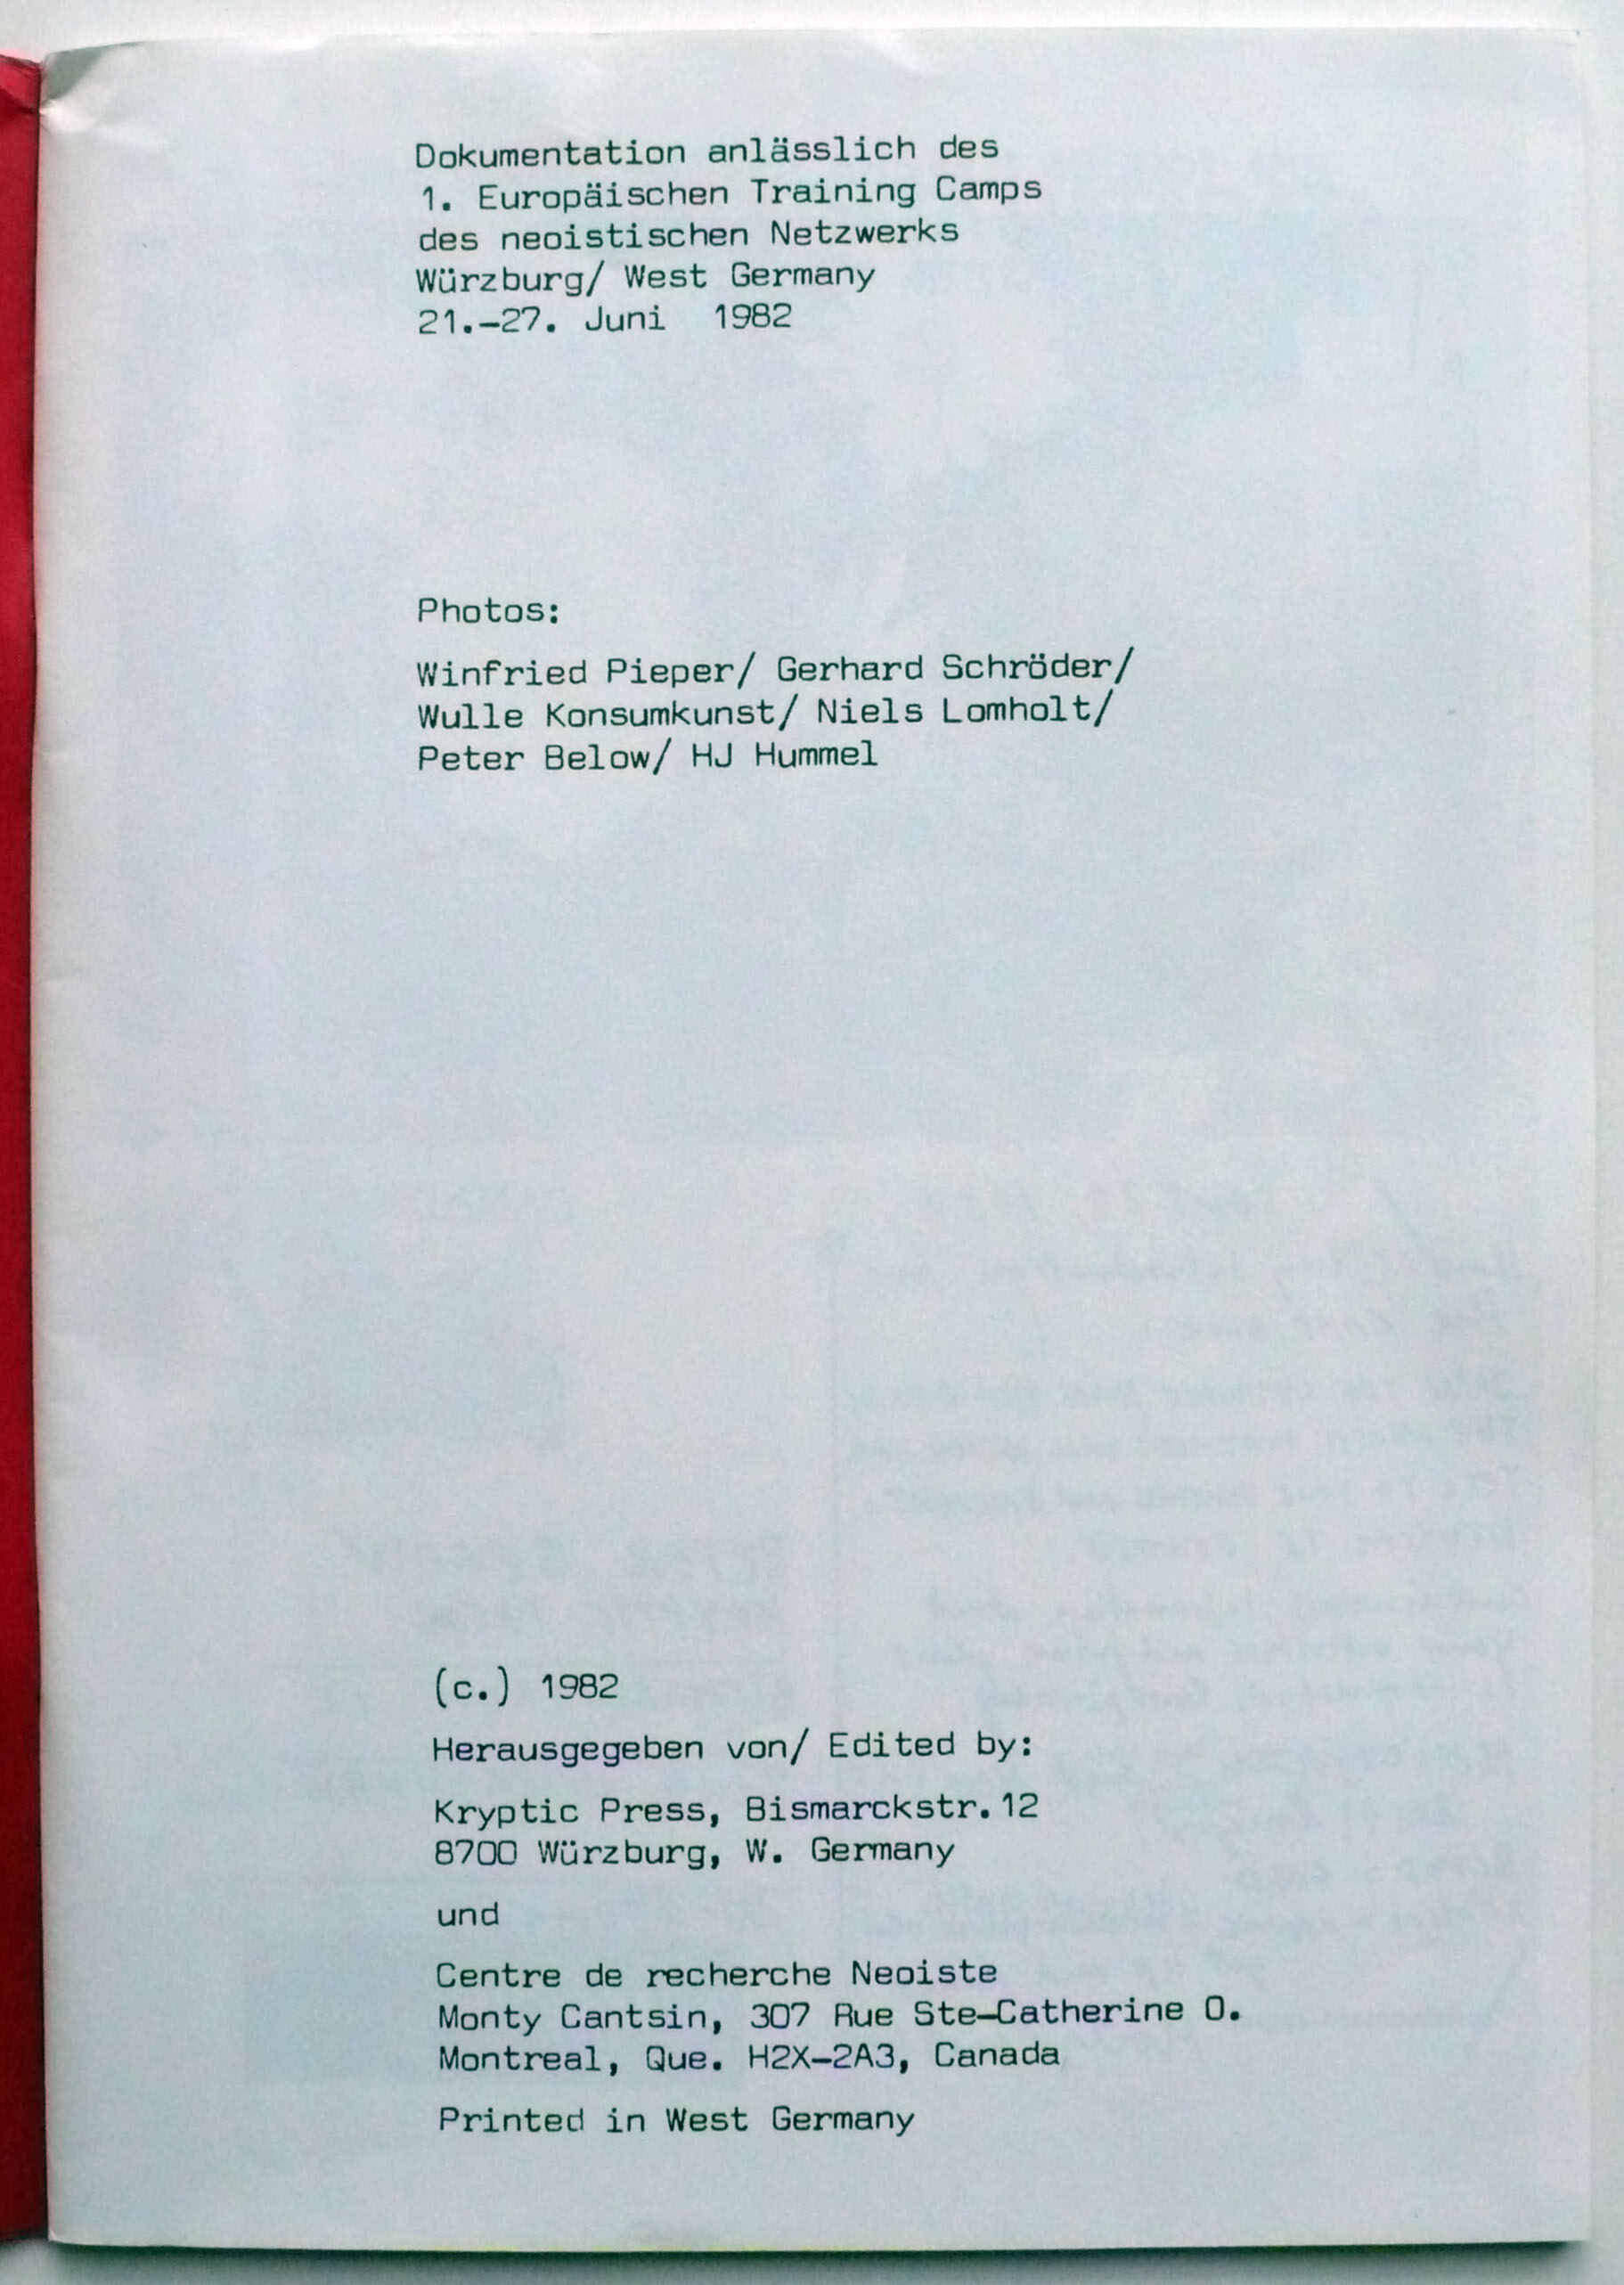 Dokumentation anlässlich des
1. Europäischen Training Camps
des neoistischen Netzwerks
Würzburg/ West Germany
21.-27. Juni 1982
Photos:
Winfried Pieper/ Gerhard Schröder/
Wulle Konsumkunst/ Niels Lomholt/
Peter Below/ HJ Hummel
(c.) 1982
Herausgegeben von/ Edited by:
Kryptic Press, Bismarckstr.12
8700 Würzburg, W. Germany
und
Centre de recherche Neoiste
Monty Cantsin, 307 Rue Ste-Catherine O.
Montreal, Que. H2X-2A3, Canada
Printed in West Germany